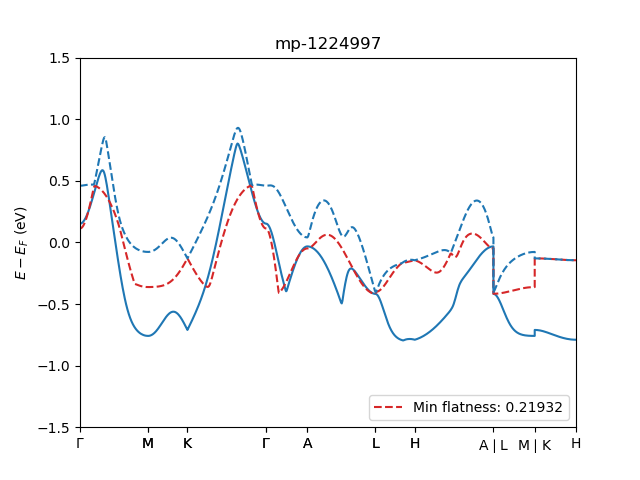 mp-1224997
E − E_F (eV)
1.5
1.0
0.5
0.0
−0.5
−1.0
−1.5
Min flatness: 0.21932
Γ M K Γ A L H A | L M | K H